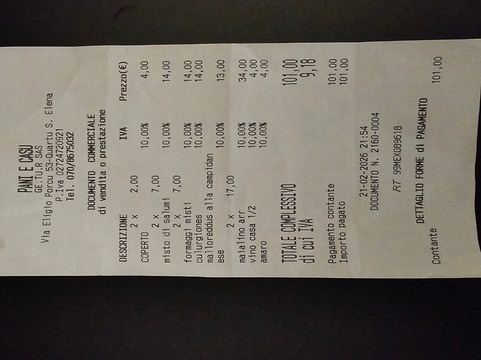 PANI E CASU
GE.TU.R SAS
Via Eligio Porcu 53-Quartu S. Elena
P.Iva 02724720921
Tel. 070/8675032
DOCUMENTO COMMERCIALE
di vendita o prestazione
DESCRIZIONE IVA Prezzo(€)
2 x 2,00
COPERTO 10,00% 4,00
2 x 7,00
misto di salumi 10,00% 14,00
2 x 7,00
formaggi misti 10,00% 14,00
culurgiones 10,00% 14,00
malloreddus alla campidan
ese 10,00% 13,00
2 x 17,00
maialino arr 10,00% 34,00
vino casa 1/2 10,00% 4,00
amaro 10,00% 4,00
TOTALE COMPLESSIVO 101,00
di cui IVA 9,18
Pagamento contante 101,00
Importo pagato 101,00
21-02-2026 21:54
DOCUMENTO N. 2160-0004
RT 99MEX089618
DETTAGLIO FORME di PAGAMENTO
Contante 101,00